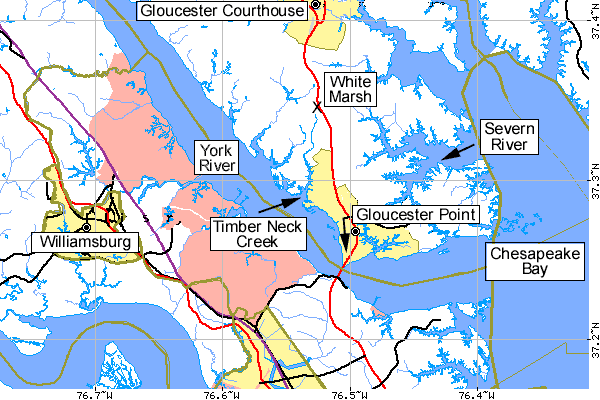 Gloucester Courthouse
37.4°N
White
Marsh
X
Severn
River
York
River
37.3°N
Timber Neck
Creek
Gloucester Point
Williamsburg
Chesapeake
Bay
37.2°N
76.7°W
76.6°W
76.5°W
76.4°W